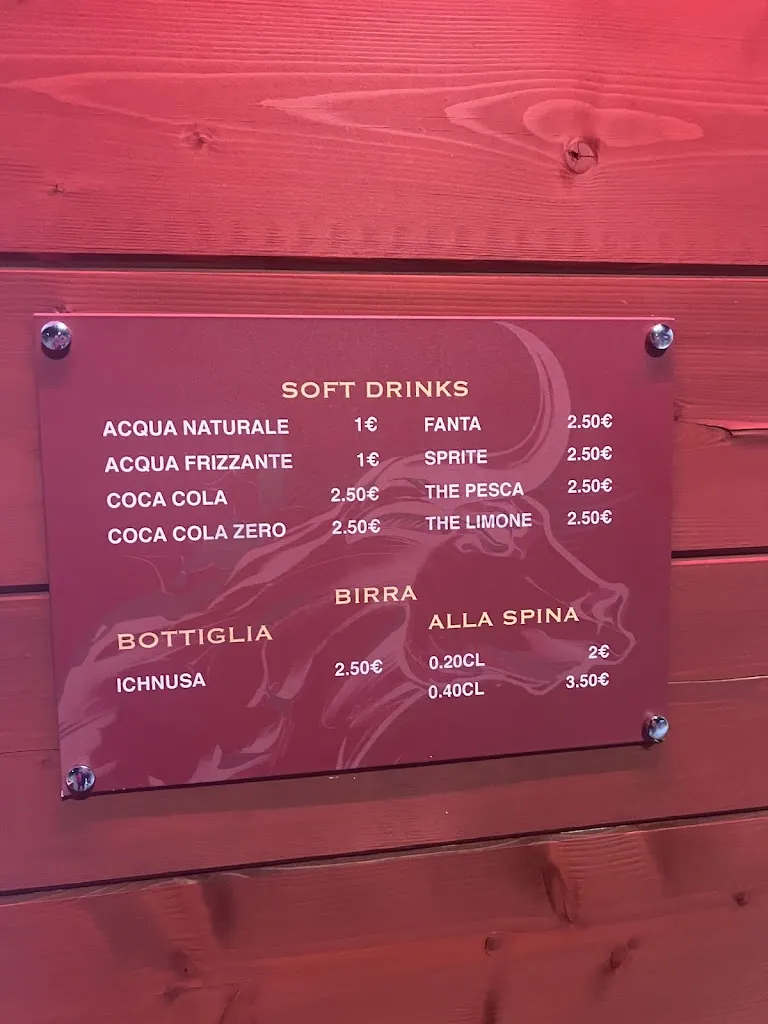 SOFT DRINKS
ACQUA NATURALE 1€
ACQUA FRIZZANTE 1€
COCA COLA 2.50€
COCA COLA ZERO 2.50€
FANTA 2.50€
SPRITE 2.50€
THE PESCA 2.50€
THE LIMONE 2.50€
BIRRA
BOTTIGLIA
ICHNUSA 2.50€
ALLA SPINA
0.20CL 2€
0.40CL 3.50€